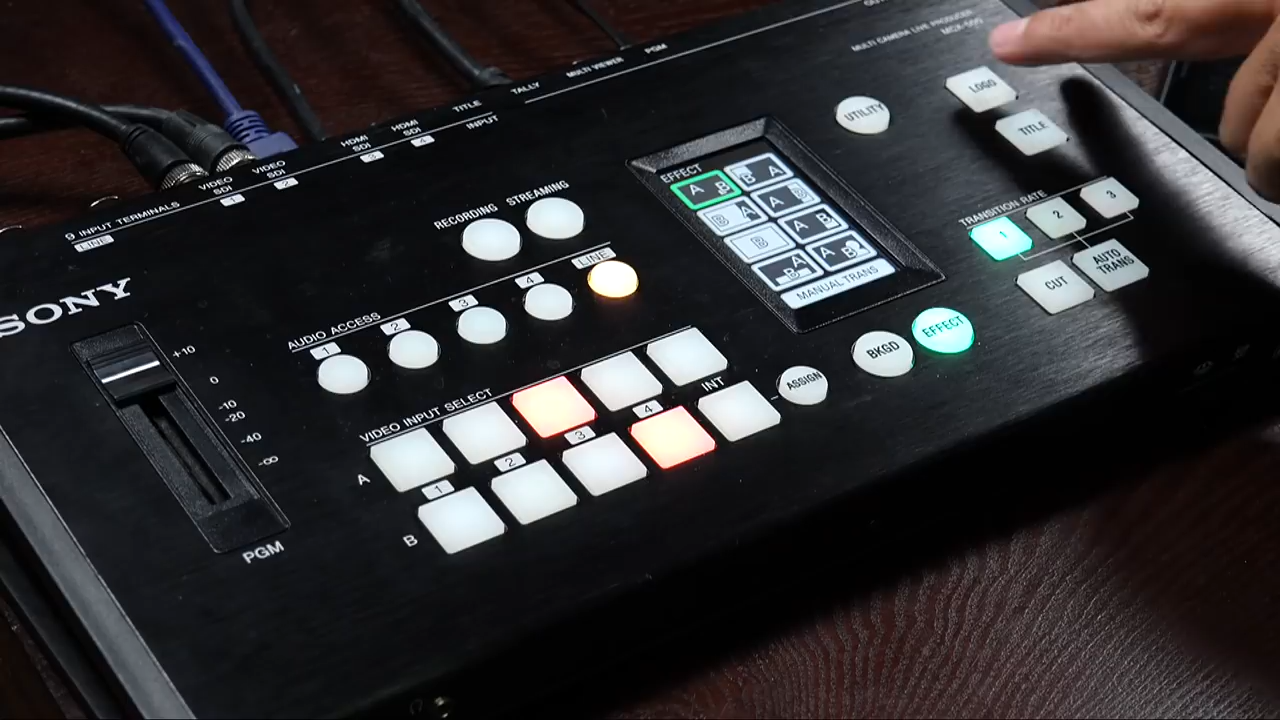 OUT
MULTI CAMERA LIVE PRODUCER
MCX-500
PGM
MULTI VIEWER
TALLY
TITLE
INPUT
HDMI
SDI
4
HDMI
SDI
3
VIDEO
SDI
2
VIDEO
SDI
1
9 INPUT TERMINALS
LINE
SONY
LOGO
TITLE
UTILITY
RECORDING
STREAMING
EFFECT
A B
B A
B A
A B
B
A B
A B
A B
MANUAL TRANS
TRANSITION RATE
1
2
3
CUT
AUTO
TRANS
AUDIO ACCESS
1
2
3
4
LINE
+10
0
-10
-20
-40
-∞
PGM
VIDEO INPUT SELECT
A
B
1
2
3
4
INT
ASSIGN
BKGD
EFFECT